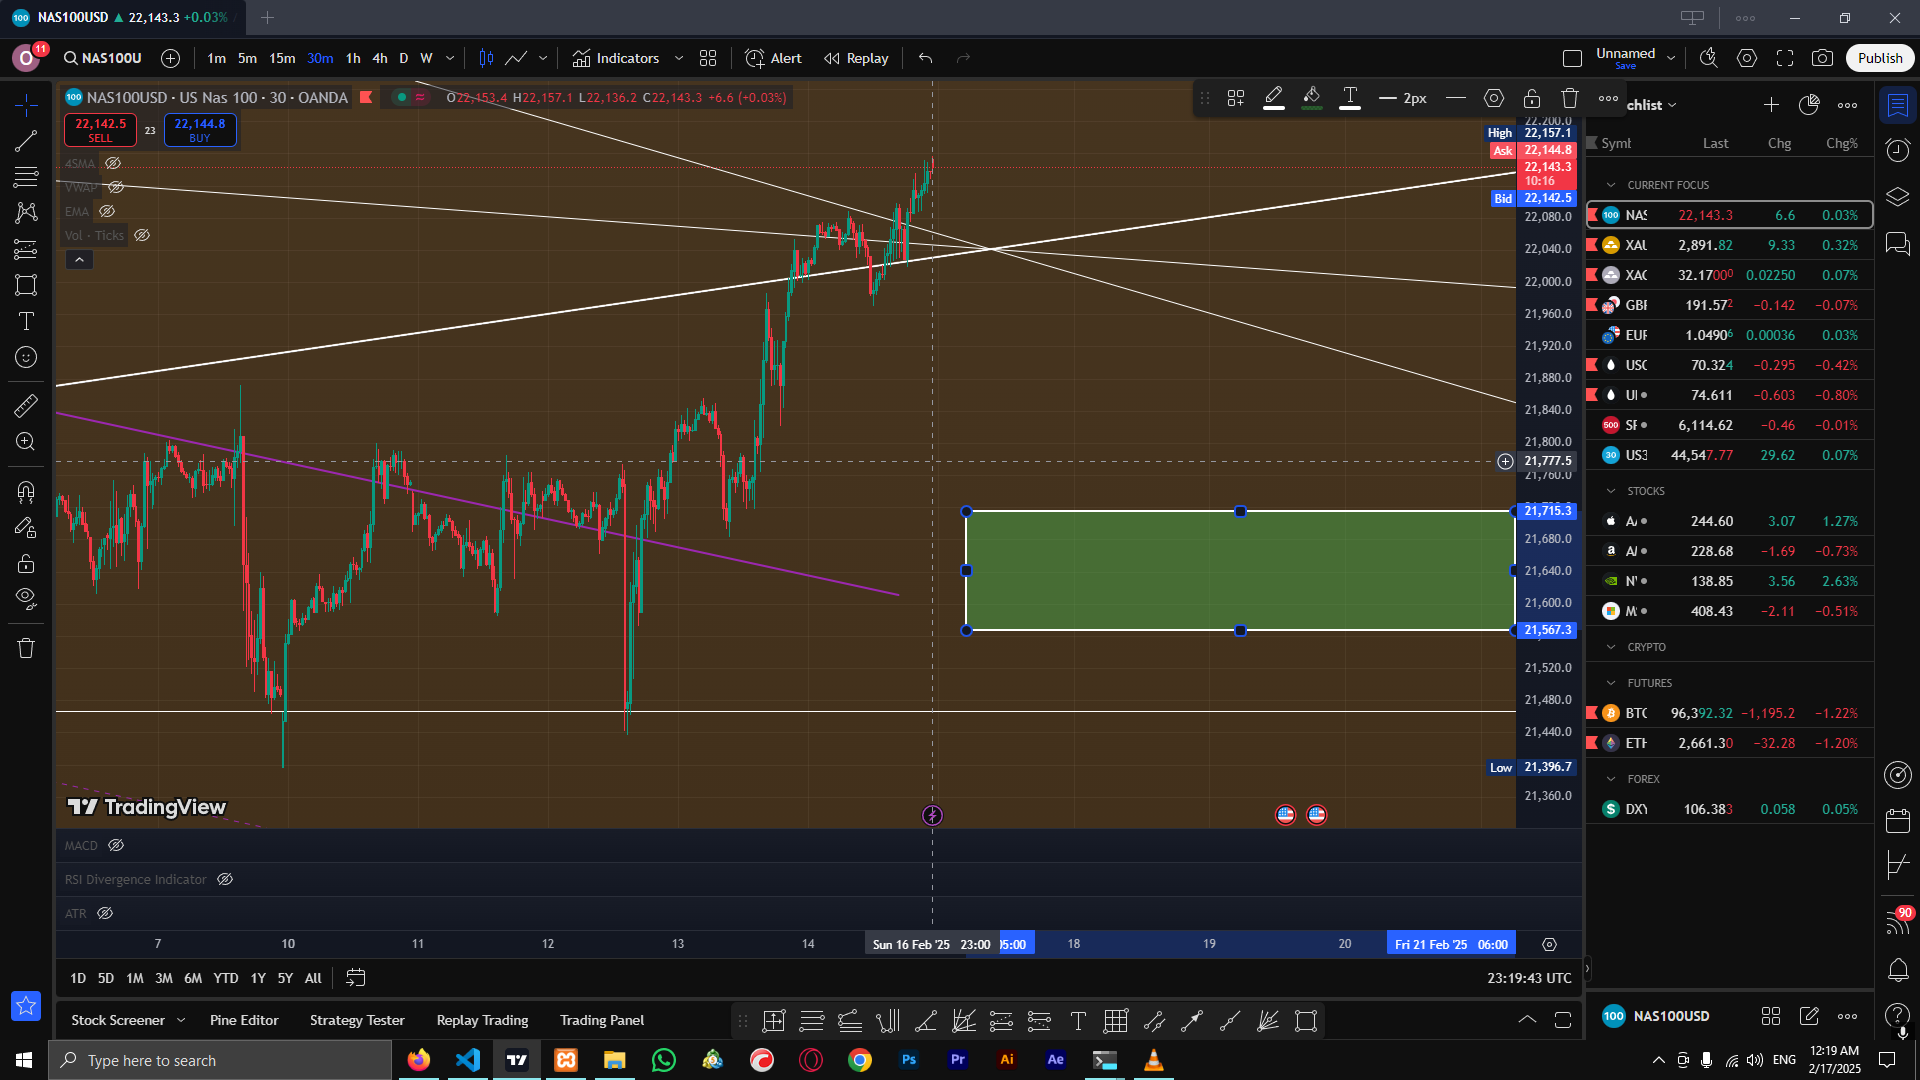 NAS100USD ▲ 22,143.3 +0.03%
11
NAS100U
1m 5m 15m 30m 1h 4h D W
Indicators
Alert
Replay
Unnamed
Save
Publish
NAS100USD · US Nas 100 · 30 · OANDA
O22,153.4 H22,157.1 L22,136.2 C22,143.3 +6.6 (+0.03%)
22,142.5
SELL
23
22,144.8
BUY
4SMA
VWAP
EMA
Vol · Ticks
2px
22,200.0
High 22,157.1
Ask 22,144.8
22,143.3
10:16
Bid 22,142.5
22,080.0
22,040.0
22,000.0
21,960.0
21,920.0
21,880.0
21,840.0
21,800.0
21,777.5
21,760.0
21,715.3
21,680.0
21,640.0
21,600.0
21,567.3
21,520.0
21,480.0
21,440.0
Low 21,396.7
21,360.0
TradingView
MACD
RSI Divergence Indicator
ATR
7 10 11 12 13 14 Sun 16 Feb '25 23:00 05:00 18 19 20 Fri 21 Feb '25 06:00
1D 5D 1M 3M 6M YTD 1Y 5Y All
23:19:43 UTC
Stock Screener Pine Editor Strategy Tester Replay Trading Trading Panel
chlist
Symt Last Chg Chg%
CURRENT FOCUS
NAS 22,143.3 6.6 0.03%
XAU 2,891.82 9.33 0.32%
XAG 32.17000 0.02250 0.07%
GBP 191.572 −0.142 −0.07%
EUR 1.04906 0.00036 0.03%
USO 70.324 −0.295 −0.42%
UK 74.611 −0.603 −0.80%
SP 6,114.62 −0.46 −0.01%
US3 44,547.77 29.62 0.07%
STOCKS
AA 244.60 3.07 1.27%
AM 228.68 −1.69 −0.73%
NV 138.85 3.56 2.63%
MS 408.43 −2.11 −0.51%
CRYPTO
FUTURES
BTC 96,392.32 −1,195.2 −1.22%
ETH 2,661.30 −32.28 −1.20%
FOREX
DXY 106.383 0.058 0.05%
90
NAS100USD
Type here to search
ENG
12:19 AM
2/17/2025